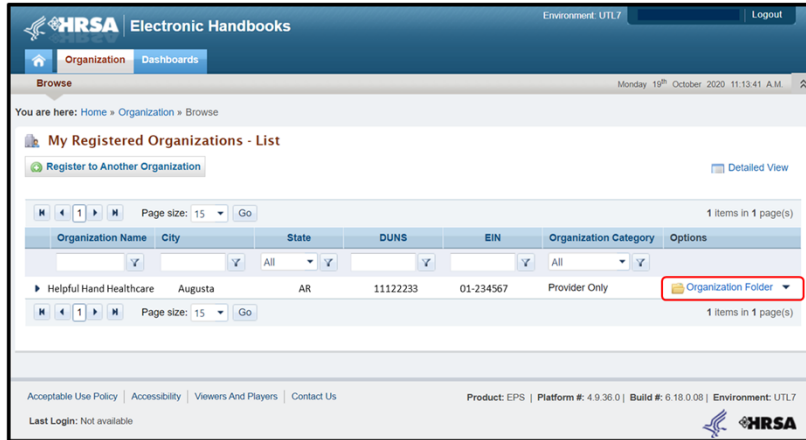 HRSA Electronic Handbooks
Environment: UTL7
Logout
Organization Dashboards
Browse
Monday 19th October 2020 11:13:41 A.M.
You are here: Home » Organization » Browse
My Registered Organizations - List
Register to Another Organization
Detailed View
1 Page size: 15 Go 1 items in 1 page(s)
Organization Name City State DUNS EIN Organization Category Options
All All
Helpful Hand Healthcare Augusta AR 11122233 01-234567 Provider Only Organization Folder
1 Page size: 15 Go 1 items in 1 page(s)
Acceptable Use Policy | Accessibility | Viewers And Players | Contact Us
Product: EPS | Platform #: 4.9.36.0 | Build #: 6.18.0.08 | Environment: UTL7
Last Login: Not available
HRSA